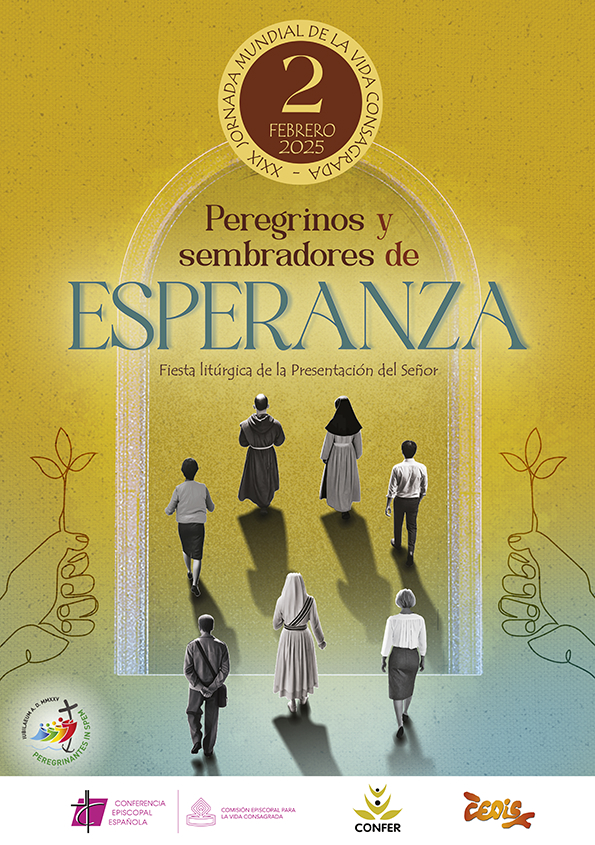 XXIX JORNADA MUNDIAL DE LA VIDA CONSAGRADA -
2
FEBRERO
2025
Peregrinos y
sembradores de
ESPERANZA
Fiesta litúrgica de la Presentación del Señor
IUBILAEUM A. D. MMXXV
PEREGRINANTES IN SPEM
CONFERENCIA
EPISCOPAL
ESPAÑOLA
COMISIÓN EPISCOPAL PARA
LA VIDA CONSAGRADA
CONFER
CEDIS